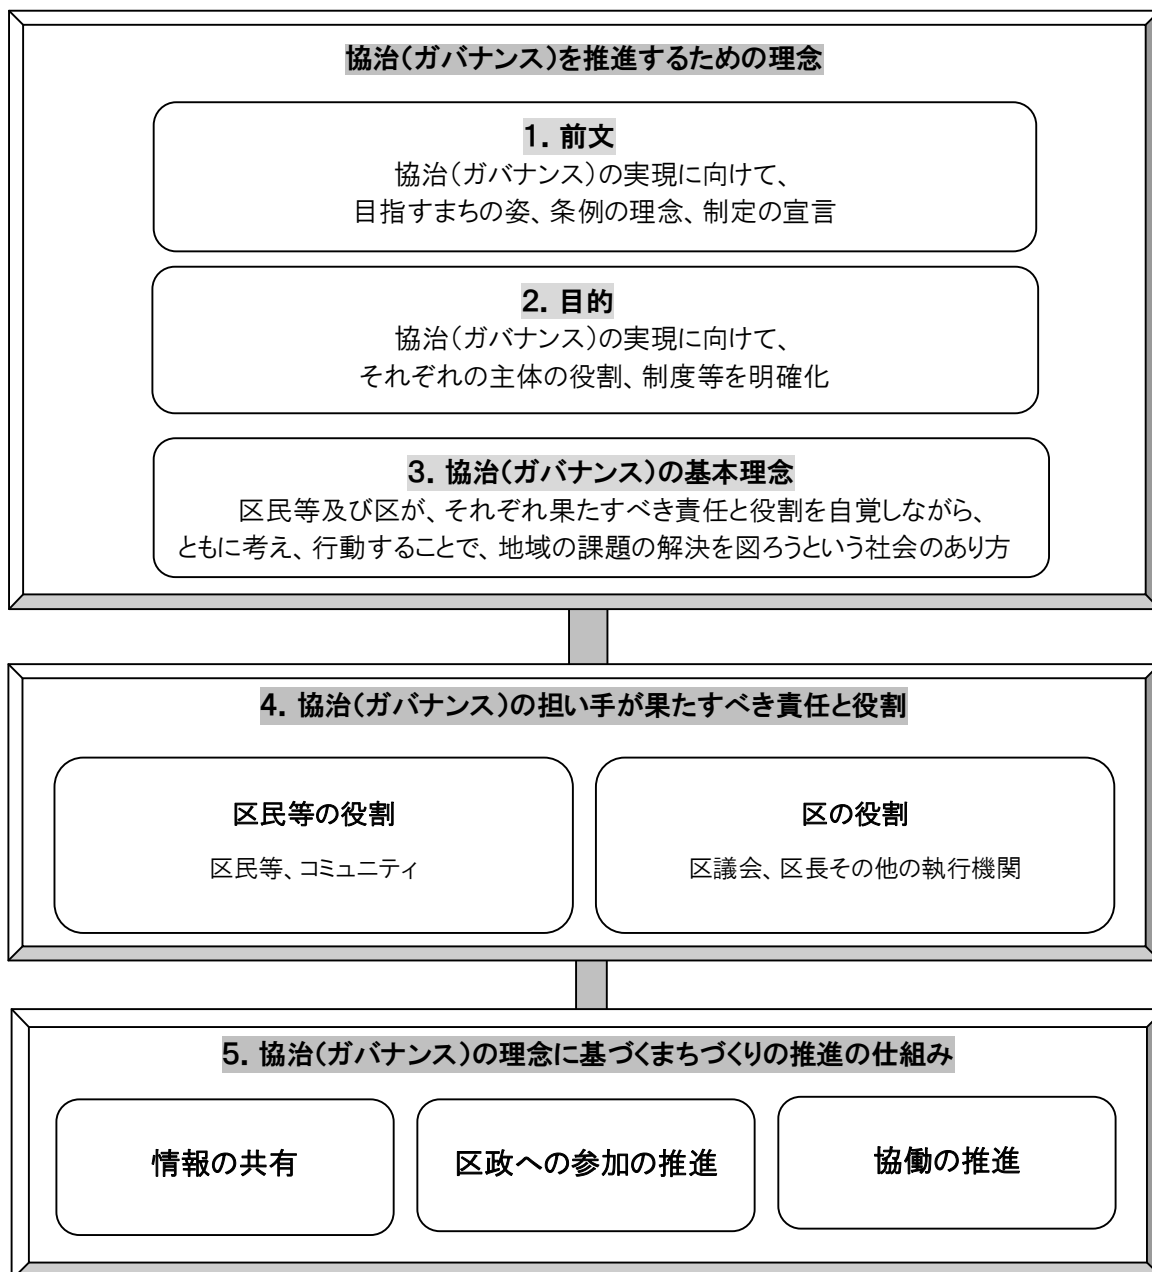 協治(ガバナンス)を推進するための理念
1. 前文
協治(ガバナンス)の実現に向けて、
目指すまちの姿、条例の理念、制定の宣言
2. 目的
協治(ガバナンス)の実現に向けて、
それぞれの主体の役割、制度等を明確化
3. 協治(ガバナンス)の基本理念
区民等及び区が、それぞれ果たすべき責任と役割を自覚しながら、
ともに考え、行動することで、地域の課題の解決を図ろうという社会のあり方
4. 協治(ガバナンス)の担い手が果たすべき責任と役割
区民等の役割
区民等、コミュニティ
区の役割
区議会、区長その他の執行機関
5. 協治(ガバナンス)の理念に基づくまちづくりの推進の仕組み
情報の共有
区政への参加の推進
協働の推進